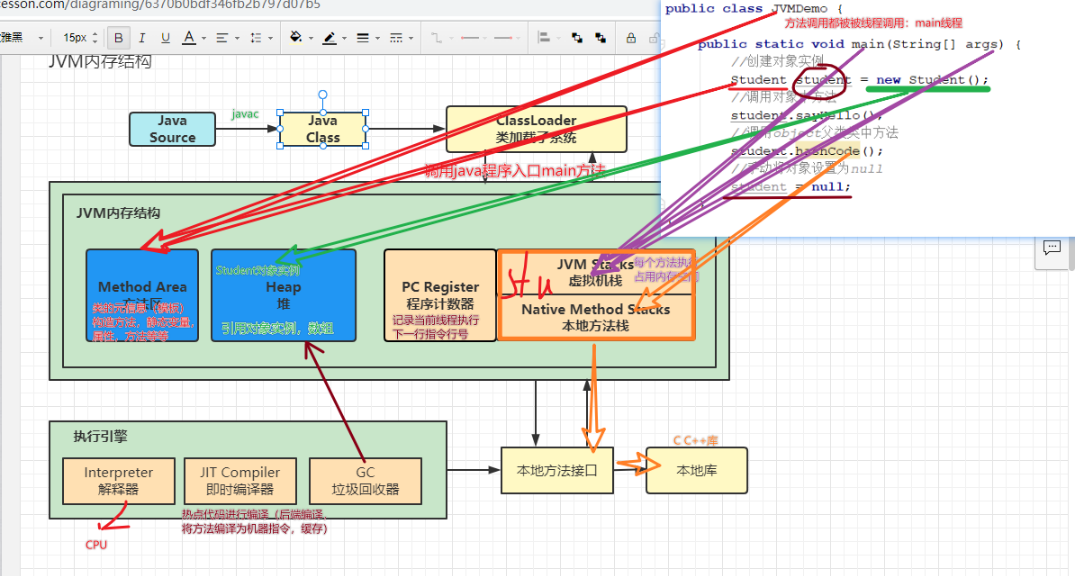 cesson.com/diagraming/6370b0bdf346fb2b797d07b5
雅黑
15px
B
I
U
A
JVM内存结构
public class JVMDemo {
方法调用都被被线程调用:main线程
public static void main(String[] args) {
//创建对象实例
Student student = new Student();
//调用对象中方法
student.sayHello();
//调用object父类类中方法
student.hashCode();
//手动将对象设置为null
student = null;
Java
Source
javac
Java
Class
ClassLoader
类加载子系统
调用java程序入口main方法
JVM内存结构
Method Area
方法区
构造方法,静态变量,
属性,方法等等
Student对象实例
Heap
堆
引用对象实例,数组
PC Register
程序计数器
记录当前线程执行
下一行指令行号
Stu
JVM Stacks
虚拟机栈
每个方法执
占用内存
Native Method Stacks
本地方法栈
执行引擎
Interpreter
解释器
JIT Compiler
即时编译器
GC
垃圾回收器
CPU
热点代码进行编译(后端编译,
将方法编译为机器指令,缓存)
本地方法接口
C C++库
本地库